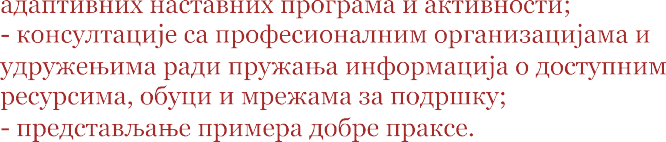 адаптивних наставних програма и активности;
- консултације са професионалним организацијама и
удружењима ради пружања информација о доступним
ресурсима, обуци и мрежама за подршку;
- представљање примера добре праксе.